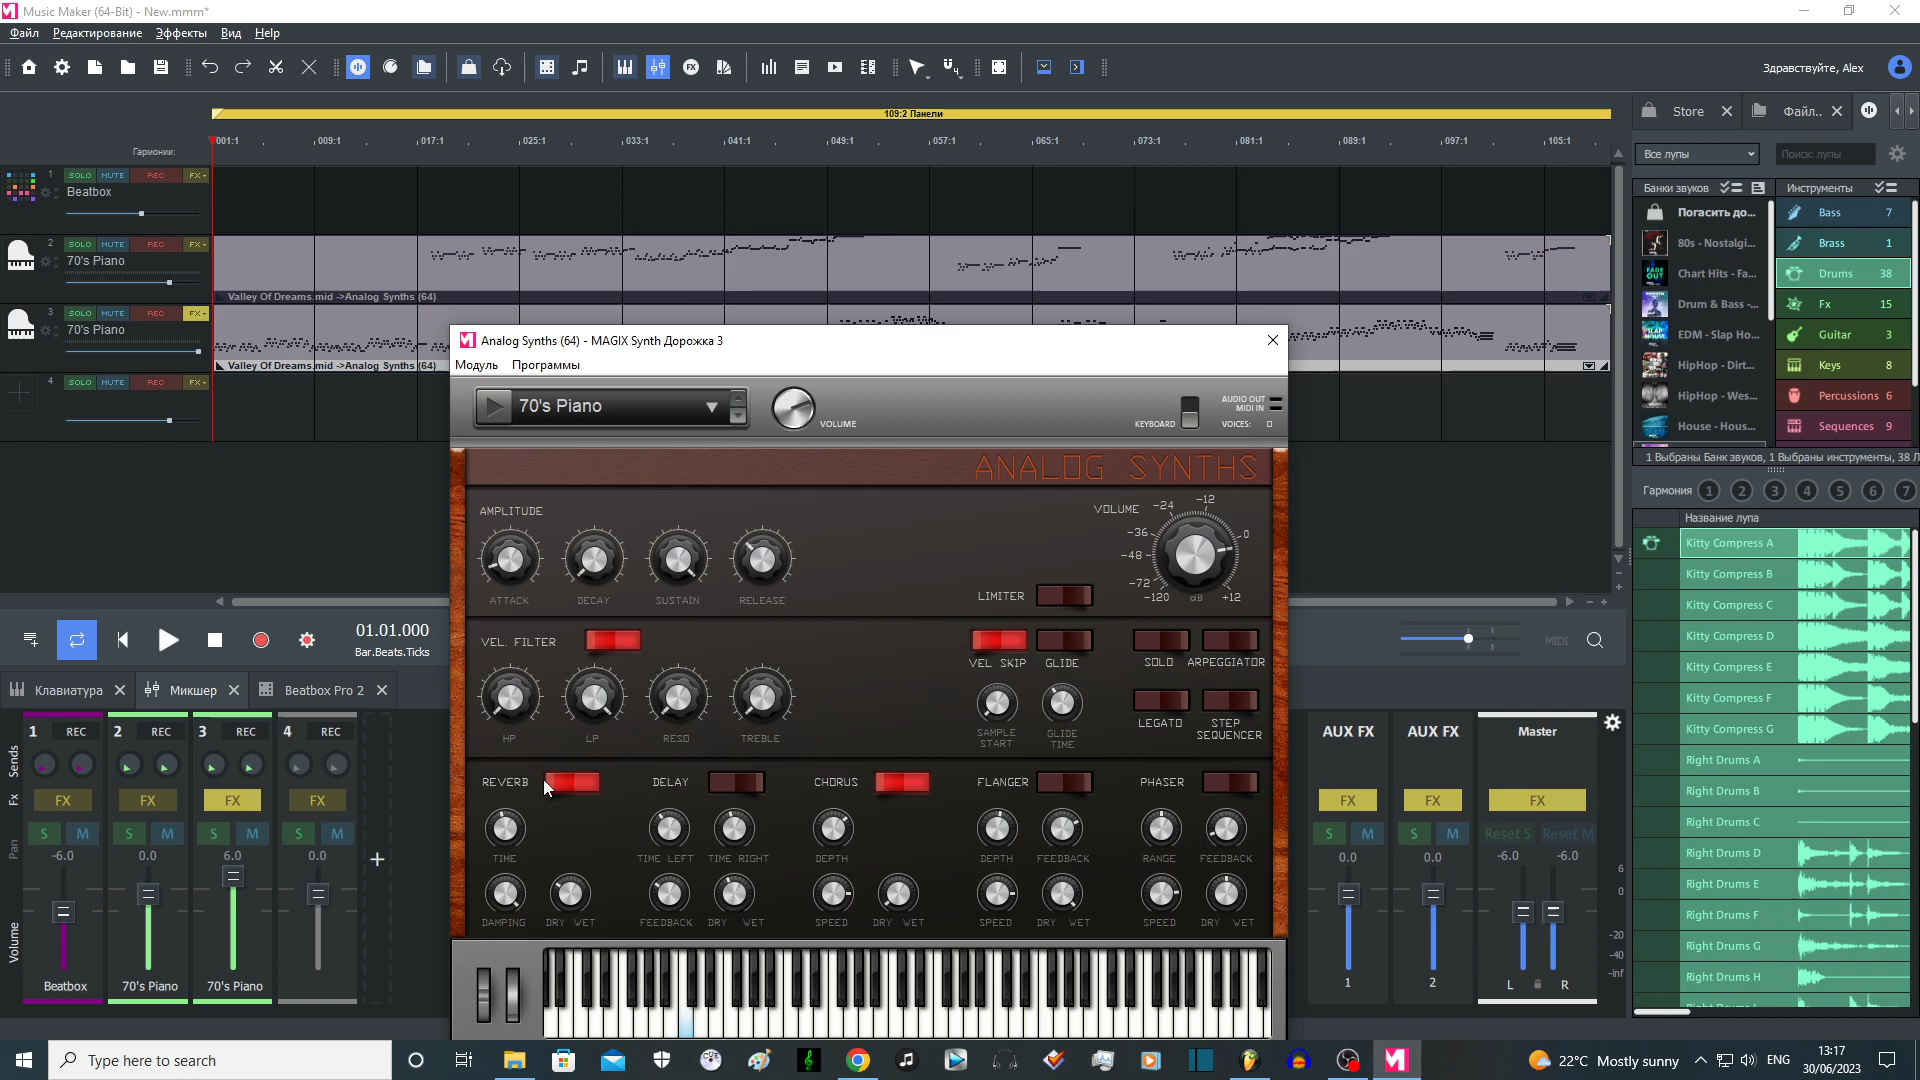 Music Maker (64-Bit) - New.mmm*
Файл Редактирование Эффекты Вид Help
Здравствуйте, Alex
109:2 Панели
Store Файл..
001:1 009:1 017:1 025:1 033:1 041:1 049:1 057:1 065:1 073:1 081:1 089:1 097:1 105:1
Гармонии:
Все лупы Поиск: лупы
1 SOLO MUTE REC FX
Beatbox
Банки звуков Инструменты
Погасить до... Bass 7
80s - Nostalgi... Brass 1
Chart Hits - Fa... Drums 38
Drum & Bass -... Fx 15
EDM - Slap Ho... Guitar 3
HipHop - Dirt... Keys 8
HipHop - Wes... Percussions 6
House - Hous... Sequences 9
2 SOLO MUTE REC FX
70's Piano
Valley Of Dreams.mid ->Analog Synths (64)
3 SOLO MUTE REC FX
70's Piano
Valley Of Dreams.mid ->Analog Synths (64)
4 SOLO MUTE REC FX
1 Выбраны Банк звуков, 1 Выбраны инструменты, 38 Л
Гармония 1 2 3 4 5 6 7
Название лупа
Kitty Compress A
Kitty Compress B
Kitty Compress C
Kitty Compress D
Kitty Compress E
Kitty Compress F
Kitty Compress G
Right Drums A
Right Drums B
Right Drums C
Right Drums D
Right Drums E
Right Drums F
Right Drums G
Right Drums H
Analog Synths (64) - MAGIX Synth Дорожка 3
Модуль Программы
70's Piano
VOLUME
KEYBOARD
AUDIO OUT
MIDI IN
VOICES: 0
ANALOG SYNTHS
AMPLITUDE
ATTACK DECAY SUSTAIN RELEASE
VOLUME -120 -72 -48 -36 -24 -12 0 +12 dB
LIMITER
VEL. FILTER
HP LP RESO TREBLE
VEL SKIP GLIDE SOLO ARPEGGIATOR
SAMPLE START GLIDE TIME LEGATO STEP SEQUENCER
REVERB DELAY CHORUS FLANGER PHASER
TIME TIME LEFT TIME RIGHT DEPTH DEPTH FEEDBACK RANGE FEEDBACK
DAMPING DRY WET FEEDBACK DRY WET SPEED DRY WET SPEED DRY WET SPEED DRY WET
01.01.000
Bar.Beats.Ticks
MIDI
Клавиатура Микшер Beatbox Pro 2
Sends
Fx
Pan
Volume
1 REC 2 REC 3 REC 4 REC
FX FX FX FX
S M S M S M S M
-6.0 0.0 6.0 0.0
Beatbox 70's Piano 70's Piano
AUX FX AUX FX Master
FX FX FX
S M S M Reset S Reset M
0.0 0.0 -6.0 -6.0
6
0
-20
-40
-inf
1 2 L R
Type here to search
22°C Mostly sunny
ENG
13:17
30/06/2023